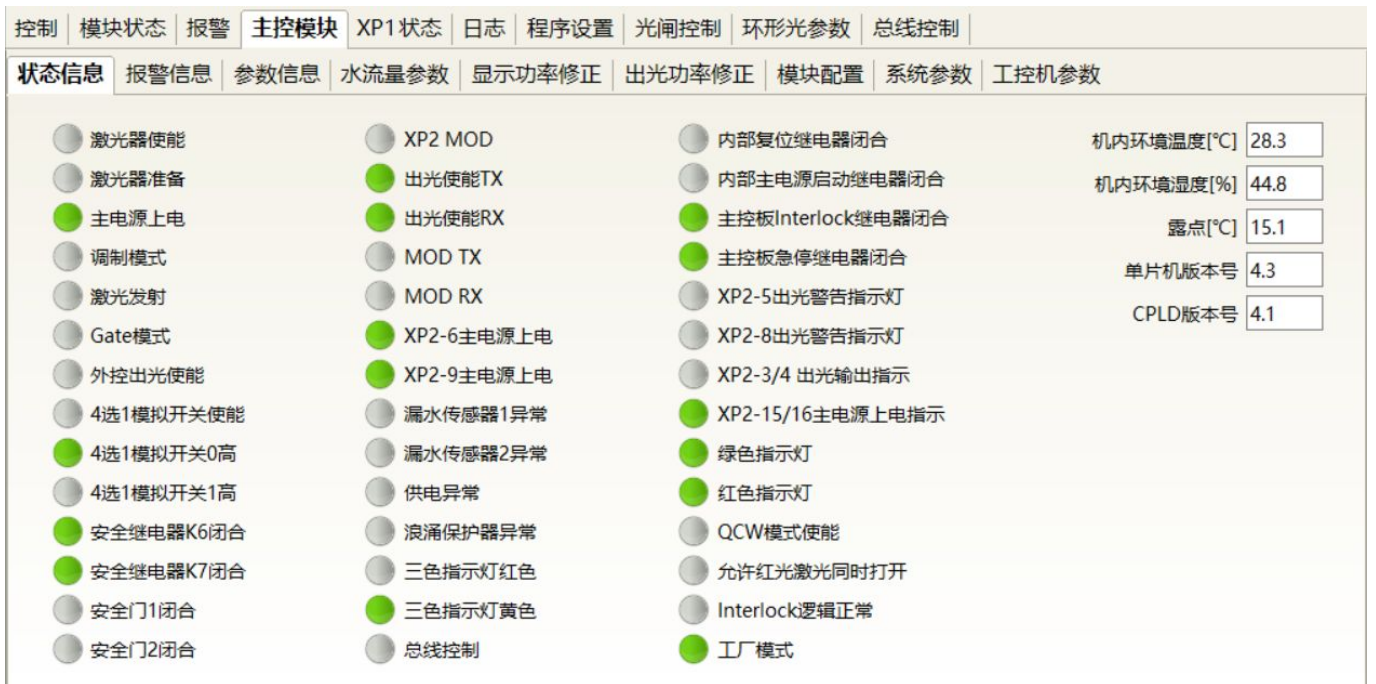 控制 模块状态 报警 主控模块 XP1状态 日志 程序设置 光闸控制 环形光参数 总线控制
状态信息 报警信息 参数信息 水流量参数 显示功率修正 出光功率修正 模块配置 系统参数 工控机参数
激光器使能 XP2 MOD 内部复位继电器闭合 机内环境温度[℃] 28.3
激光器准备 出光使能TX 内部主电源启动继电器闭合 机内环境湿度[%] 44.8
主电源上电 出光使能RX 主控板Interlock继电器闭合 露点[℃] 15.1
调制模式 MOD TX 主控板急停继电器闭合 单片机版本号 4.3
激光发射 MOD RX XP2-5出光警告指示灯 CPLD版本号 4.1
Gate模式 XP2-6主电源上电 XP2-8出光警告指示灯
外控出光使能 XP2-9主电源上电 XP2-3/4 出光输出指示
4选1模拟开关使能 漏水传感器1异常 XP2-15/16主电源上电指示
4选1模拟开关0高 漏水传感器2异常 绿色指示灯
4选1模拟开关1高 供电异常 红色指示灯
安全继电器K6闭合 浪涌保护器异常 QCW模式使能
安全继电器K7闭合 三色指示灯红色 允许红光激光同时打开
安全门1闭合 三色指示灯黄色 Interlock逻辑正常
安全门2闭合 总线控制 工厂模式